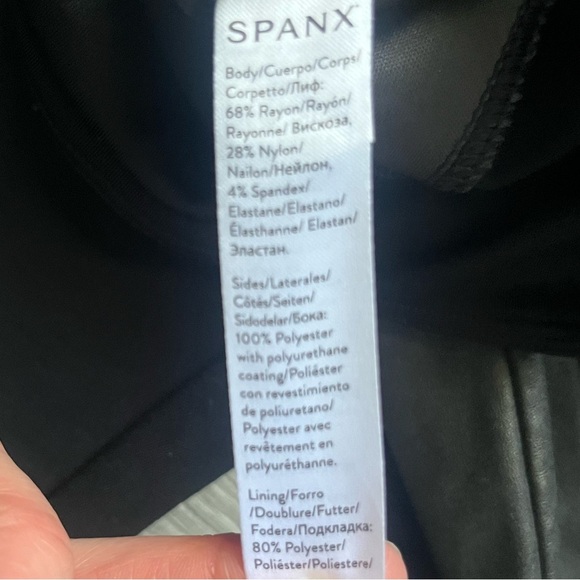 SPANX
Body/Cuerpo/Corps/
Corpetto/Лиф:
68% Rayon/Rayón/
Rayonne/ Вискоза,
28% Nylon/
Nailon/Нейлон,
4% Spandex/
Elastane/Elastano/
Élasthanne/ Elastan/
Эластан.
Sides/Laterales/
Côtés/Seiten/
Sidodelar/Бока:
100% Polyester
with polyurethane
coating/Poliéster
con revestimiento
de poliuretano/
Polyester avec
revêtement en
polyuréthanne.
Lining/Forro
/Doublure/Futter/
Fodera/Подкладка:
80% Polyester/
Poliéster/Poliestere/